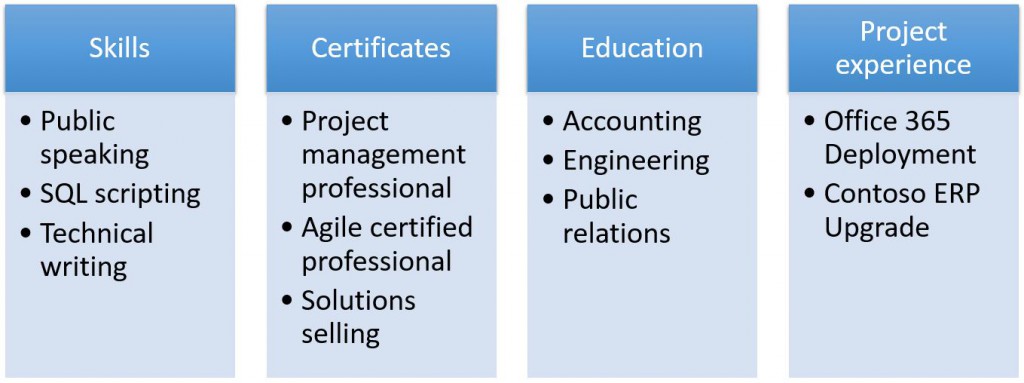 Skills
• Public
speaking
• SQL scripting
• Technical
writing
Certificates
• Project
management
professional
• Agile certified
professional
• Solutions
selling
Education
• Accounting
• Engineering
• Public
relations
Project
experience
• Office 365
Deployment
• Contoso ERP
Upgrade